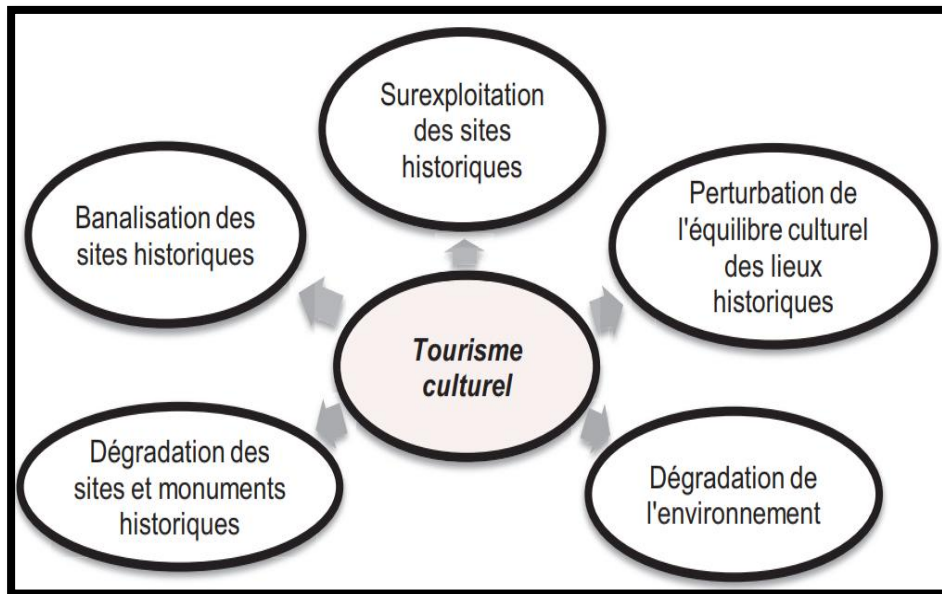 Surexploitation
des sites
historiques
Banalisation des
sites historiques
Perturbation de
l'équilibre culturel
des lieux
historiques
Tourisme
culturel
Dégradation des
sites et monuments
historiques
Dégradation de
l'environnement